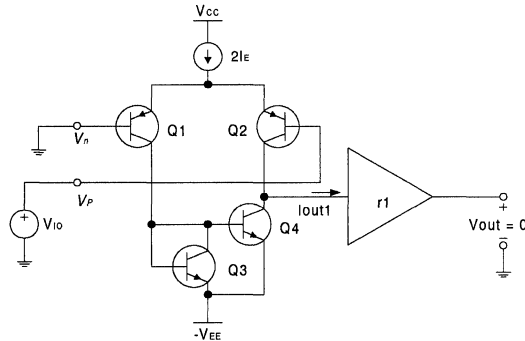 Vcc
2IE
Q1
Q2
Vn
VP
Iout1
r1
VIO
Q4
Vout = 0
+
-
+
Q3
-VEE